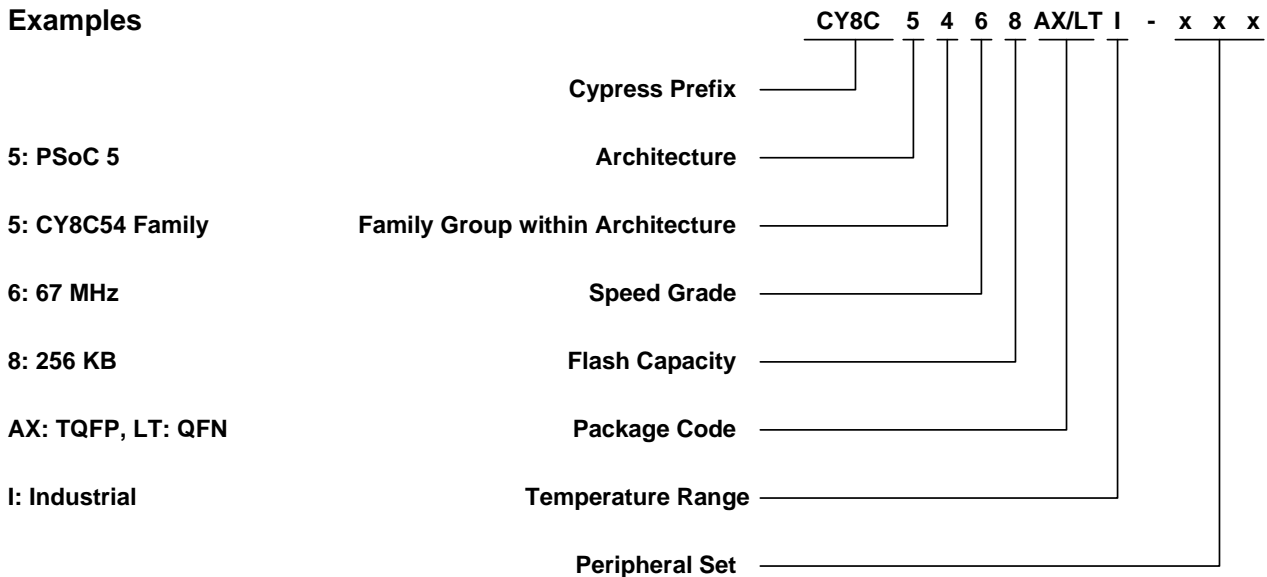 Examples CY8C 5 4 6 8 AX/LT I - x x x
Cypress Prefix
5: PSoC 5 Architecture
5: CY8C54 Family Family Group within Architecture
6: 67 MHz Speed Grade
8: 256 KB Flash Capacity
AX: TQFP, LT: QFN Package Code
I: Industrial Temperature Range
Peripheral Set